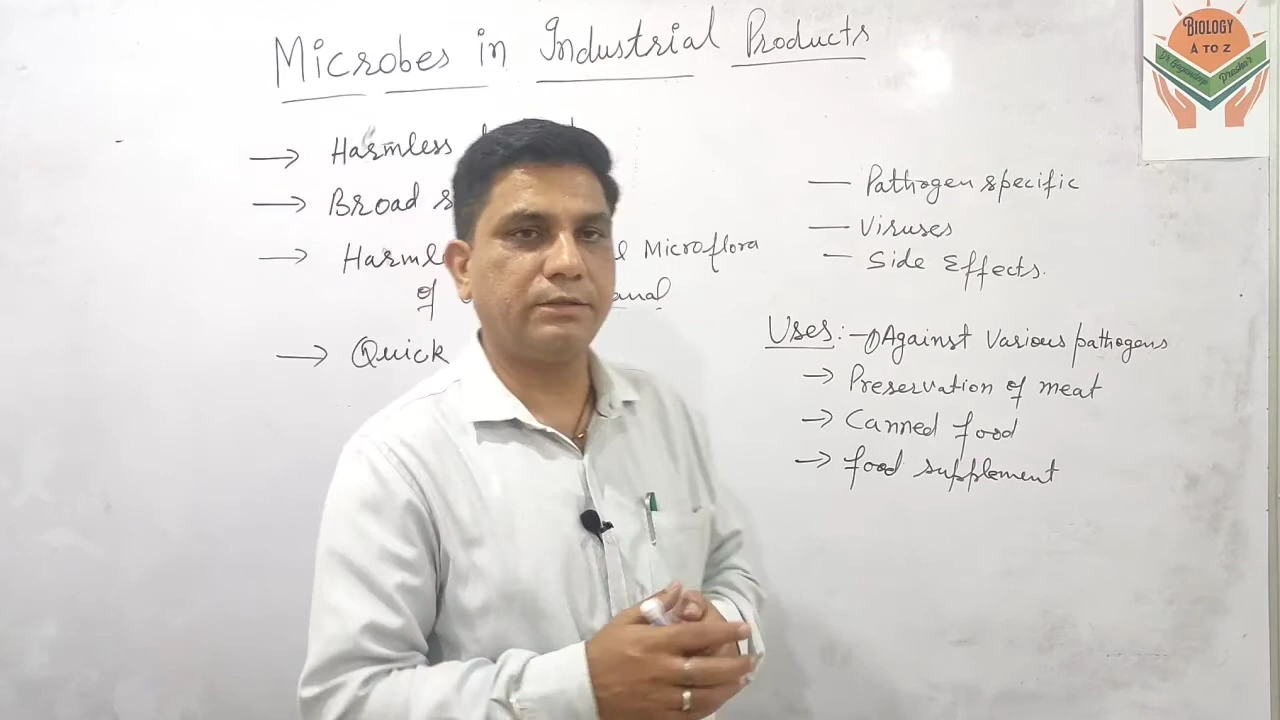 Microbes in Industrial Products
→ Harmless
→ Broad
→ Microflora
of
→ Quick
— Pathogen specific
— Viruses
— Side Effects.
Uses:- Against Various pathogens
→ Preservation of meat
→ Canned food
→ food supplement
BIOLOGY
A TO Z
Prashar